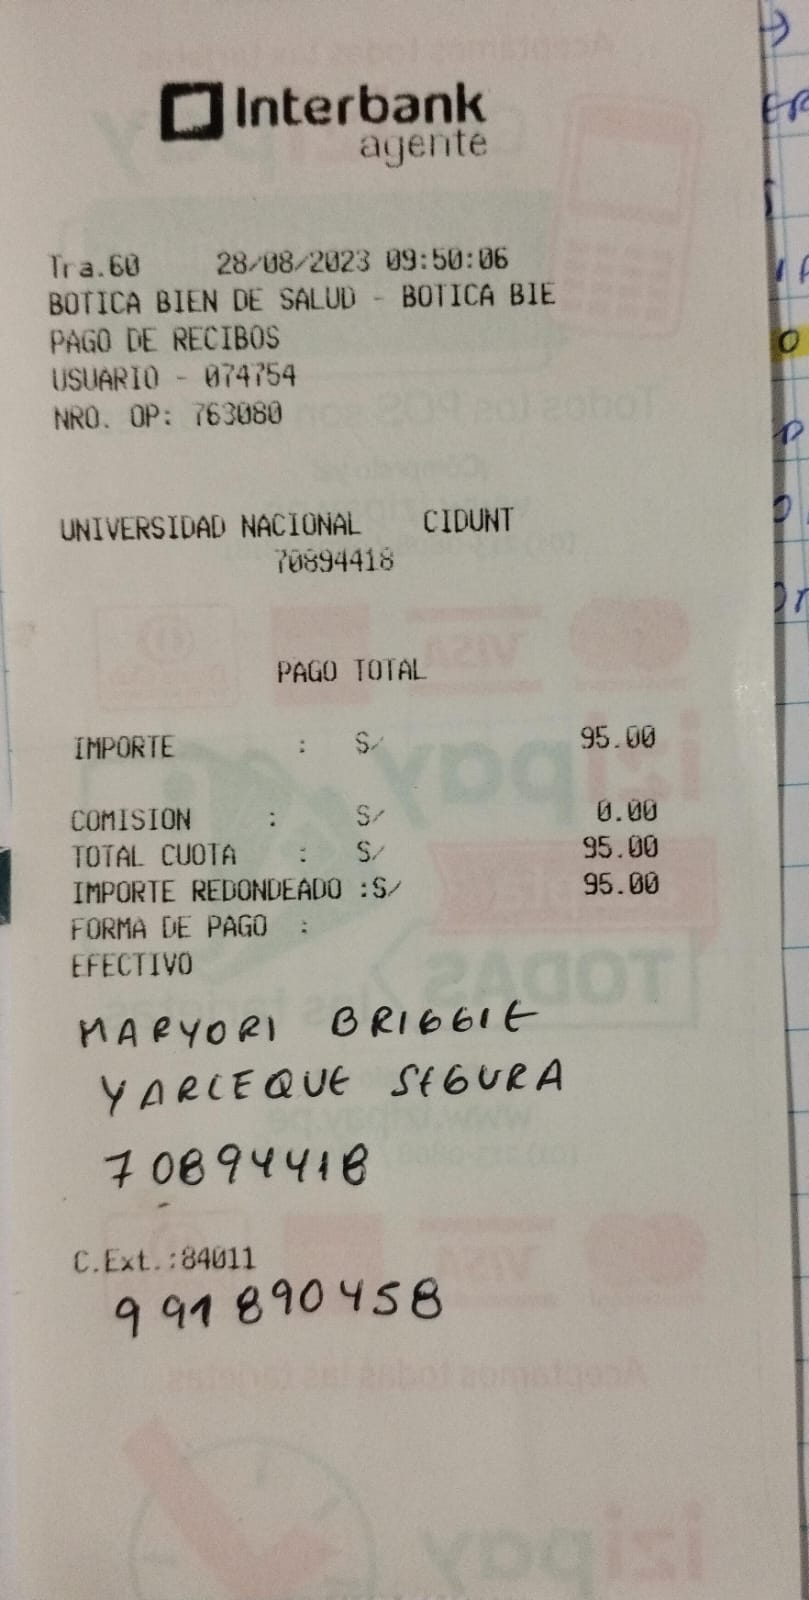 Interbank
agente
Tra.60 28/08/2023 09:50:06
BOTICA BIEN DE SALUD - BOTICA BIE
PAGO DE RECIBOS
USUARIO - 074754
NRO. OP: 763080
UNIVERSIDAD NACIONAL CIDUNT
70894418
PAGO TOTAL
IMPORTE : S/ 95.00
COMISION : S/ 0.00
TOTAL CUOTA : S/ 95.00
IMPORTE REDONDEADO :S/ 95.00
FORMA DE PAGO :
EFECTIVO
MARYORI BRIGGIE
YARLEQUE SEGURA
70894418
C.Ext.:84011
991890458